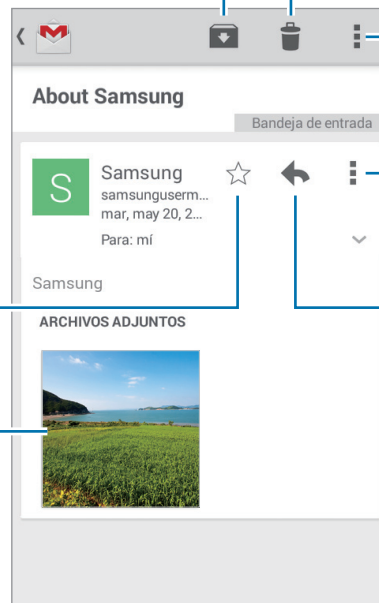 About Samsung
Bandeja de entrada
S
Samsung
samsunguserm...
mar, may 20, 2...
Para: mí
Samsung
ARCHIVOS ADJUNTOS